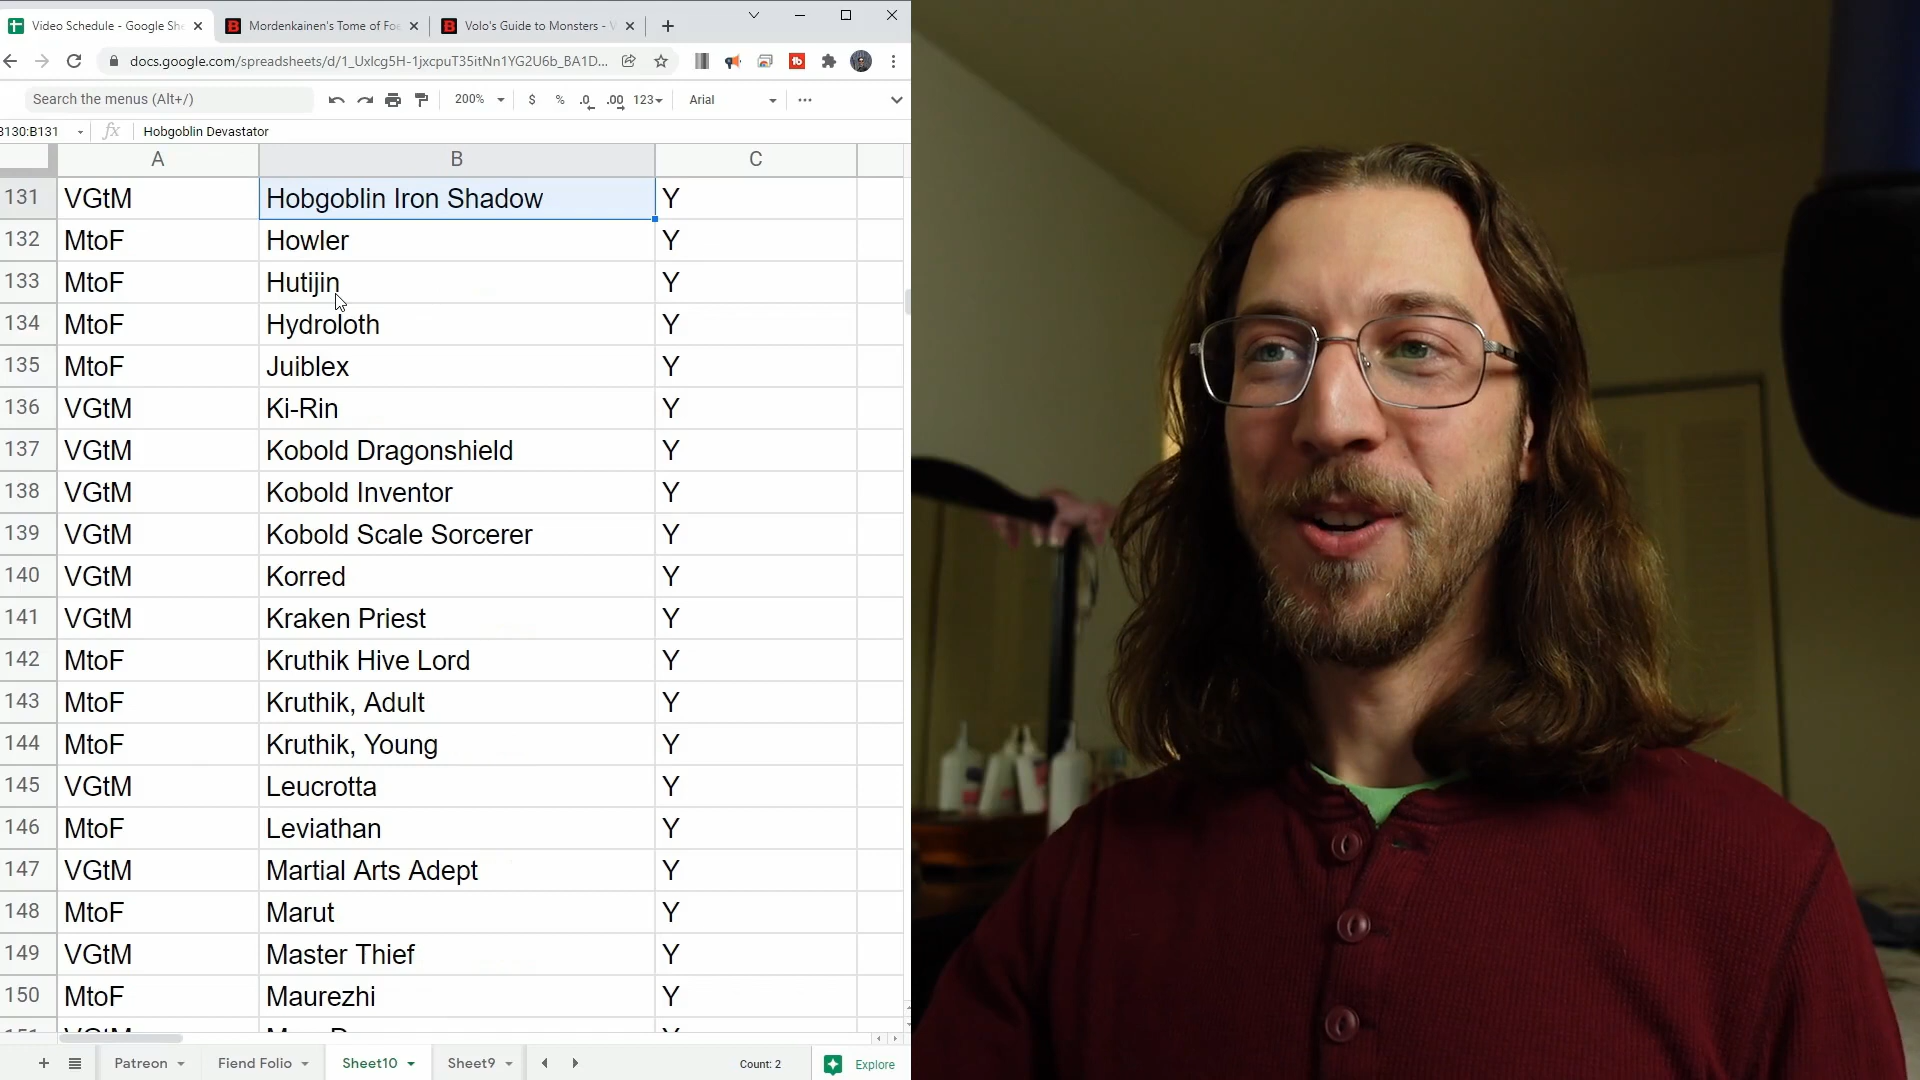 Video Schedule - Google She
Mordenkainen's Tome of Foe
Volo's Guide to Monsters -
docs.google.com/spreadsheets/d/1_Uxlcg5H-1jxcpuT35itNn1YG2U6b_BA1D...
Search the menus (Alt+/)
200%
$ % .0 .00 123
Arial
B130:B131
fx
Hobgoblin Devastator
A B C
131 VGtM Hobgoblin Iron Shadow Y
132 MtoF Howler Y
133 MtoF Hutijin Y
134 MtoF Hydroloth Y
135 MtoF Juiblex Y
136 VGtM Ki-Rin Y
137 VGtM Kobold Dragonshield Y
138 VGtM Kobold Inventor Y
139 VGtM Kobold Scale Sorcerer Y
140 VGtM Korred Y
141 VGtM Kraken Priest Y
142 MtoF Kruthik Hive Lord Y
143 MtoF Kruthik, Adult Y
144 MtoF Kruthik, Young Y
145 VGtM Leucrotta Y
146 MtoF Leviathan Y
147 VGtM Martial Arts Adept Y
148 MtoF Marut Y
149 VGtM Master Thief Y
150 MtoF Maurezhi Y
Patreon
Fiend Folio
Sheet10
Sheet9
Count: 2
Explore